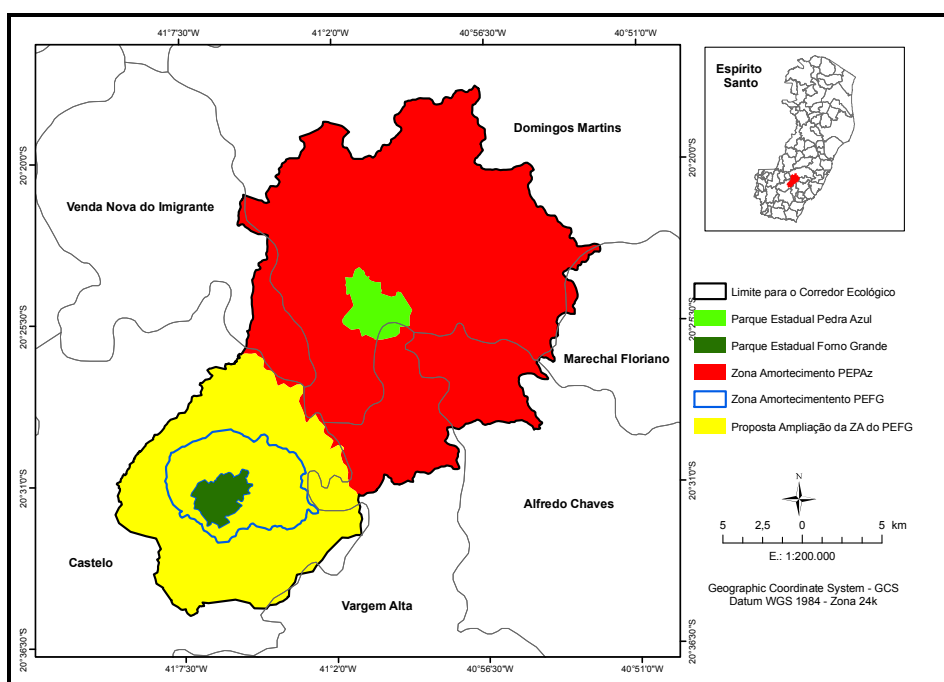 41°7'30"W
41°2'0"W
40°56'30"W
40°51'0"W
20°20'0"S
20°25'30"S
20°31'0"S
20°36'30"S
Domingos Martins
Venda Nova do Imigrante
Marechal Floriano
Alfredo Chaves
Castelo
Vargem Alta
20°20'0"S
20°25'30"S
20°31'0"S
20°36'30"S
41°7'30"W
41°2'0"W
40°56'30"W
40°51'0"W
Espírito
Santo
Limite para o Corredor Ecológico
Parque Estadual Pedra Azul
Parque Estadual Forno Grande
Zona Amortecimento PEPAz
Zona Amortecimentento PEFG
Proposta Ampliação da ZA do PEFG
5 2,5 0 5 km
E.: 1:200.000
Geographic Coordinate System - GCS
Datum WGS 1984 - Zona 24k